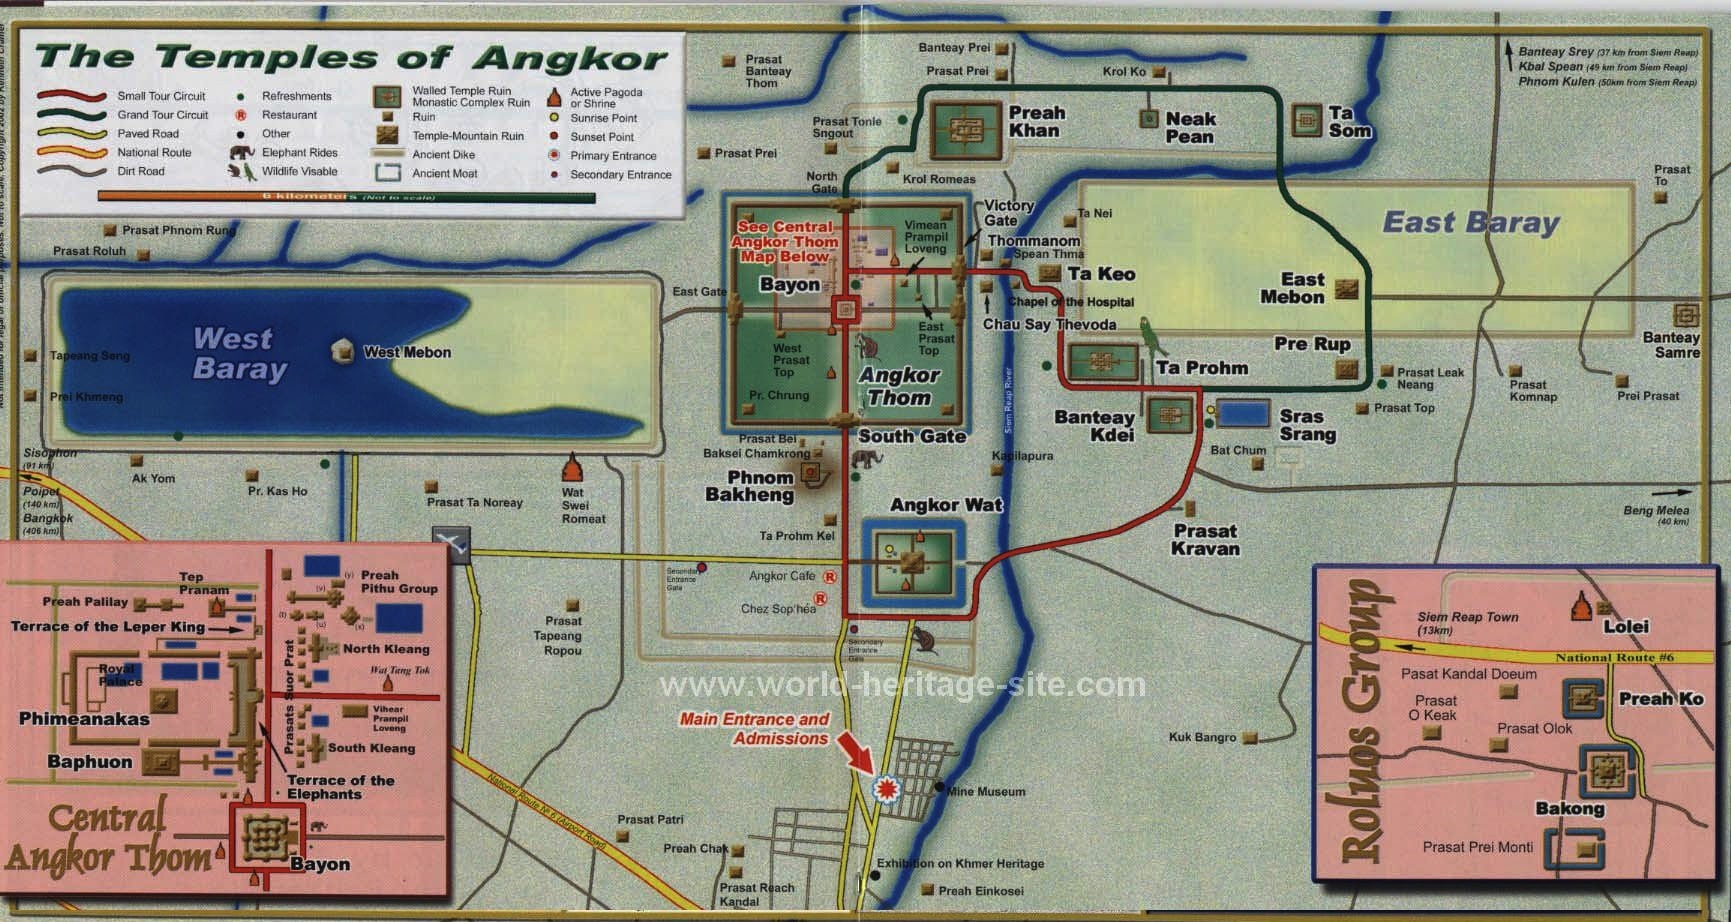 The Temples of Angkor
Small Tour Circuit
Grand Tour Circuit
Paved Road
National Route
Dirt Road
Refreshments
Restaurant
Other
Elephant Rides
Wildlife Visable
Walled Temple Ruin
Monastic Complex Ruin
Ruin
Temple-Mountain Ruin
Ancient Dike
Ancient Moat
Active Pagoda
or Shrine
Sunrise Point
Sunset Point
Primary Entrance
Secondary Entrance
6 kilometers (Not to scale)
Prasat
Banteay
Thom
Banteay Prei
Prasat Prei
Krol Ko
Banteay Srey (37 km from Siem Reap)
Kbal Spean (49 km from Siem Reap)
Phnom Kulen (50km from Siem Reap)
Prasat Tonle
Sngout
Preah
Khan
Neak
Pean
Ta
Som
Prasat Prei
North
Gate
Krol Romeas
Prasat
To
Prasat Phnom Rung
Prasat Roluh
See Central
Angkor Thom
Map Below
Vimean
Prampil
Loveng
Victory
Gate
Ta Nei
East Baray
Thommanom
Spean Thma
Ta Keo
Bayon
East Gate
Chapel of the Hospital
Chau Say Thevoda
East
Mebon
West
Baray
West Mebon
Tapeang Seng
Prei Khmeng
West
Prasat
Top
East
Prasat
Top
Angkor
Thom
Pr. Chrung
Siem Reap River
Ta Prohm
Pre Rup
Banteay
Samre
Prasat Leak
Neang
Prasat Top
Prasat
Komnap
Prei Prasat
Banteay
Kdei
Sras
Srang
Bat Chum
South Gate
Prasat Bei
Baksei Chamkrong
Phnom
Bakheng
Kapilapura
Sisophon
(91 km)
Poipet
(140 km)
Bangkok
(406 km)
Ak Yom
Pr. Kas Ho
Prasat Ta Noreay
Wat
Swei
Romeat
Angkor Wat
Ta Prohm Kel
Prasat
Kravan
Beng Melea
(40 km)
Secondary
Entrance
Gate
Angkor Cafe
Chez Sop'héa
Secondary
Entrance
Gate
Prasat
Tapeang
Ropou
www.world-heritage-site.com
Main Entrance and
Admissions
Kuk Bangro
Mine Museum
National Route № 6 (Airport Road)
Prasat Patri
Preah Chak
Prasat Reach
Kandal
Exhibition on Khmer Heritage
Preah Einkosei
Tep
Pranam
Preah Palilay
Terrace of the Leper King
Preah
Pithu Group
(y)
(v)
(t)
(u)
(x)
North Kleang
Wat Tang Tok
Royal
Palace
Prasats Suor Prat
Phimeanakas
Vihear
Prampil
Loveng
South Kleang
Baphuon
Terrace of the
Elephants
Central
Angkor Thom
Bayon
Roluos Group
Siem Reap Town
(13km)
Lolei
National Route #6
Pasat Kandal Doeum
Prasat
O Keak
Preah Ko
Prasat Olok
Bakong
Prasat Prei Monti